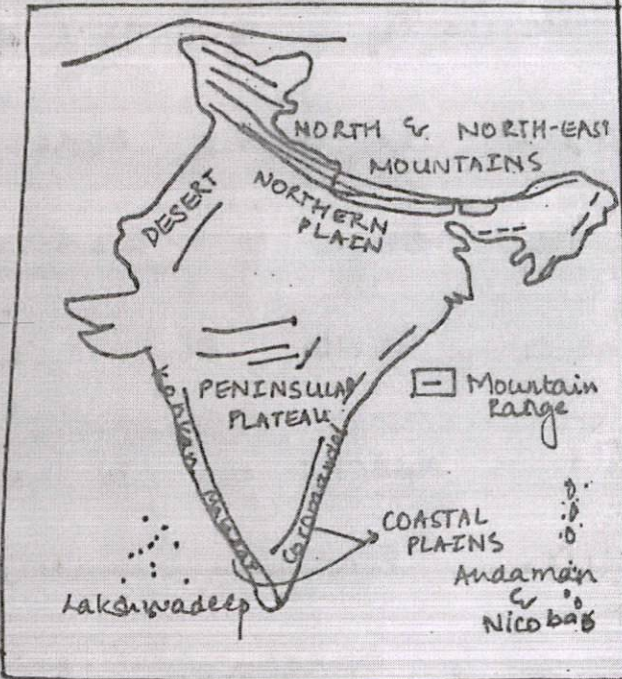 NORTH & NORTH-EAST
MOUNTAINS
DESERT
NORTHERN
PLAIN
PENINSULAR
PLATEAU
Mountain
Range
Konkan
Malabar
Coromandel
COASTAL
PLAINS
Lakshwadeep
Andaman
&
Nicobar